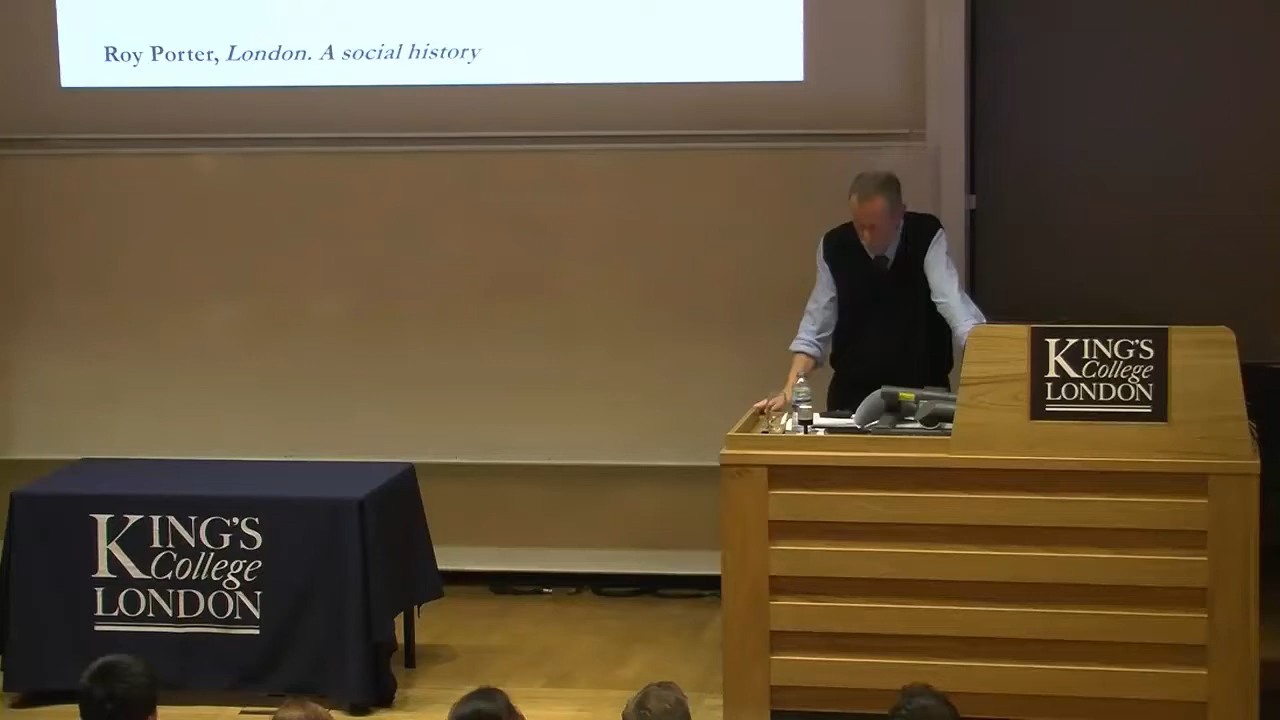 Roy Porter, London. A social history
KING'S
College
LONDON
KING'S
College
LONDON